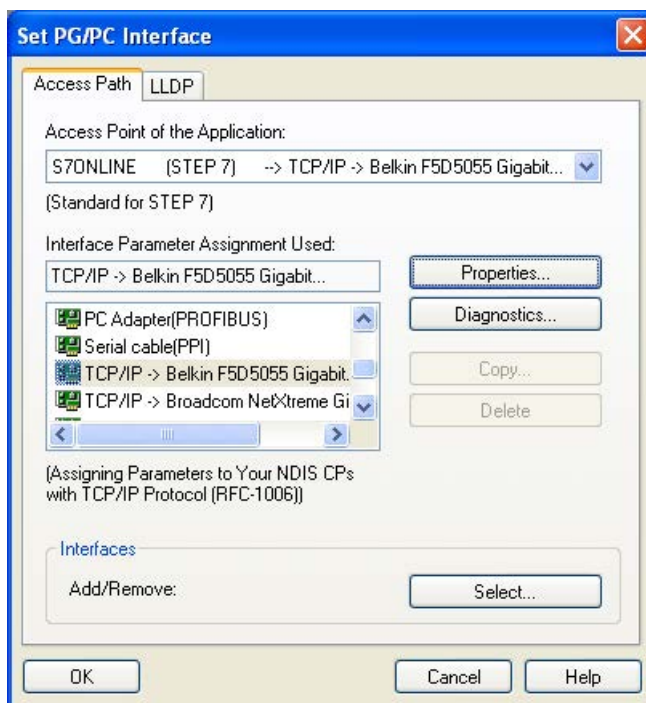 Set PG/PC Interface
Access Path
LLDP
Access Point of the Application:
S7ONLINE (STEP 7) --> TCP/IP -> Belkin F5D5055 Gigabit...
(Standard for STEP 7)
Interface Parameter Assignment Used:
TCP/IP -> Belkin F5D5055 Gigabit...
Properties...
PC Adapter(PROFIBUS)
Diagnostics...
Serial cable(PPI)
TCP/IP -> Belkin F5D5055 Gigabit.
Copy...
TCP/IP -> Broadcom NetXtreme Gi
Delete
(Assigning Parameters to Your NDIS CPs
with TCP/IP Protocol (RFC-1006))
Interfaces
Add/Remove:
Select...
OK
Cancel
Help